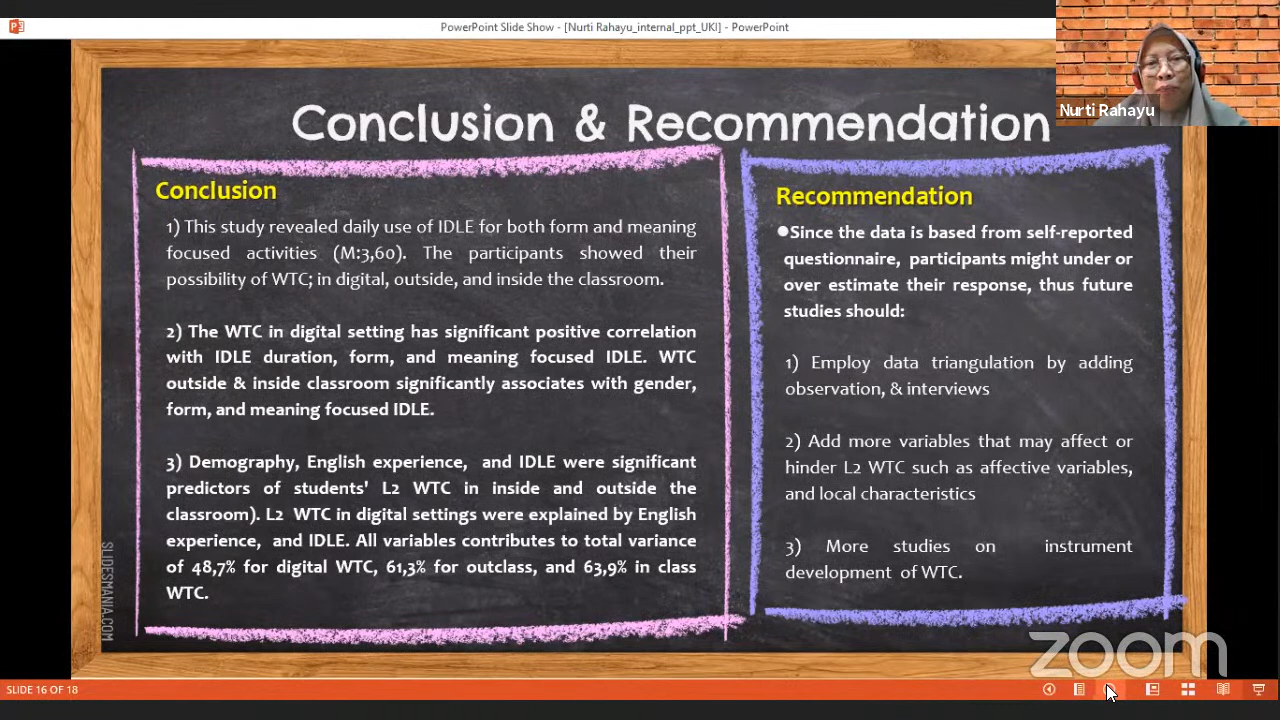 PowerPoint Slide Show - [Nurti Rahayu_internal_ppt_UKI] - PowerPoint
Nurti Rahayu
Conclusion & Recommendation
Conclusion
1) This study revealed daily use of IDLE for both form and meaning
focused activities (M:3,60). The participants showed their
possibility of WTC; in digital, outside, and inside the classroom.
2) The WTC in digital setting has significant positive correlation
with IDLE duration, form, and meaning focused IDLE. WTC
outside & inside classroom significantly associates with gender,
form, and meaning focused IDLE.
3) Demography, English experience, and IDLE were significant
predictors of students' L2 WTC in inside and outside the
classroom). L2 WTC in digital settings were explained by English
experience, and IDLE. All variables contributes to total variance
of 48,7% for digital WTC, 61,3% for outclass, and 63,9% in class
WTC.
Recommendation
●Since the data is based from self-reported
questionnaire, participants might under or
over estimate their response, thus future
studies should:
1) Employ data triangulation by adding
observation, & interviews
2) Add more variables that may affect or
hinder L2 WTC such as affective variables,
and local characteristics
3) More studies on instrument
development of WTC.
SLIDESMANIA.COM
zoom
SLIDE 16 OF 18